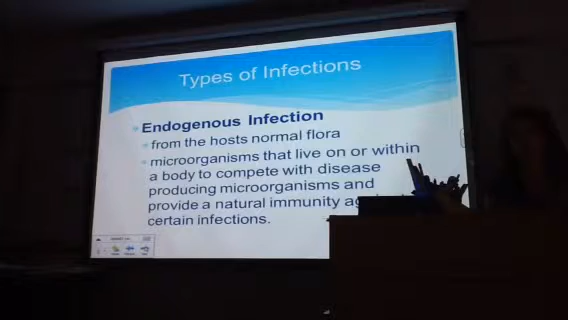 Types of Infections
Endogenous Infection
from the hosts normal flora
microorganisms that live on or within
a body to compete with disease
producing microorganisms and
provide a natural immunity
certain infections.